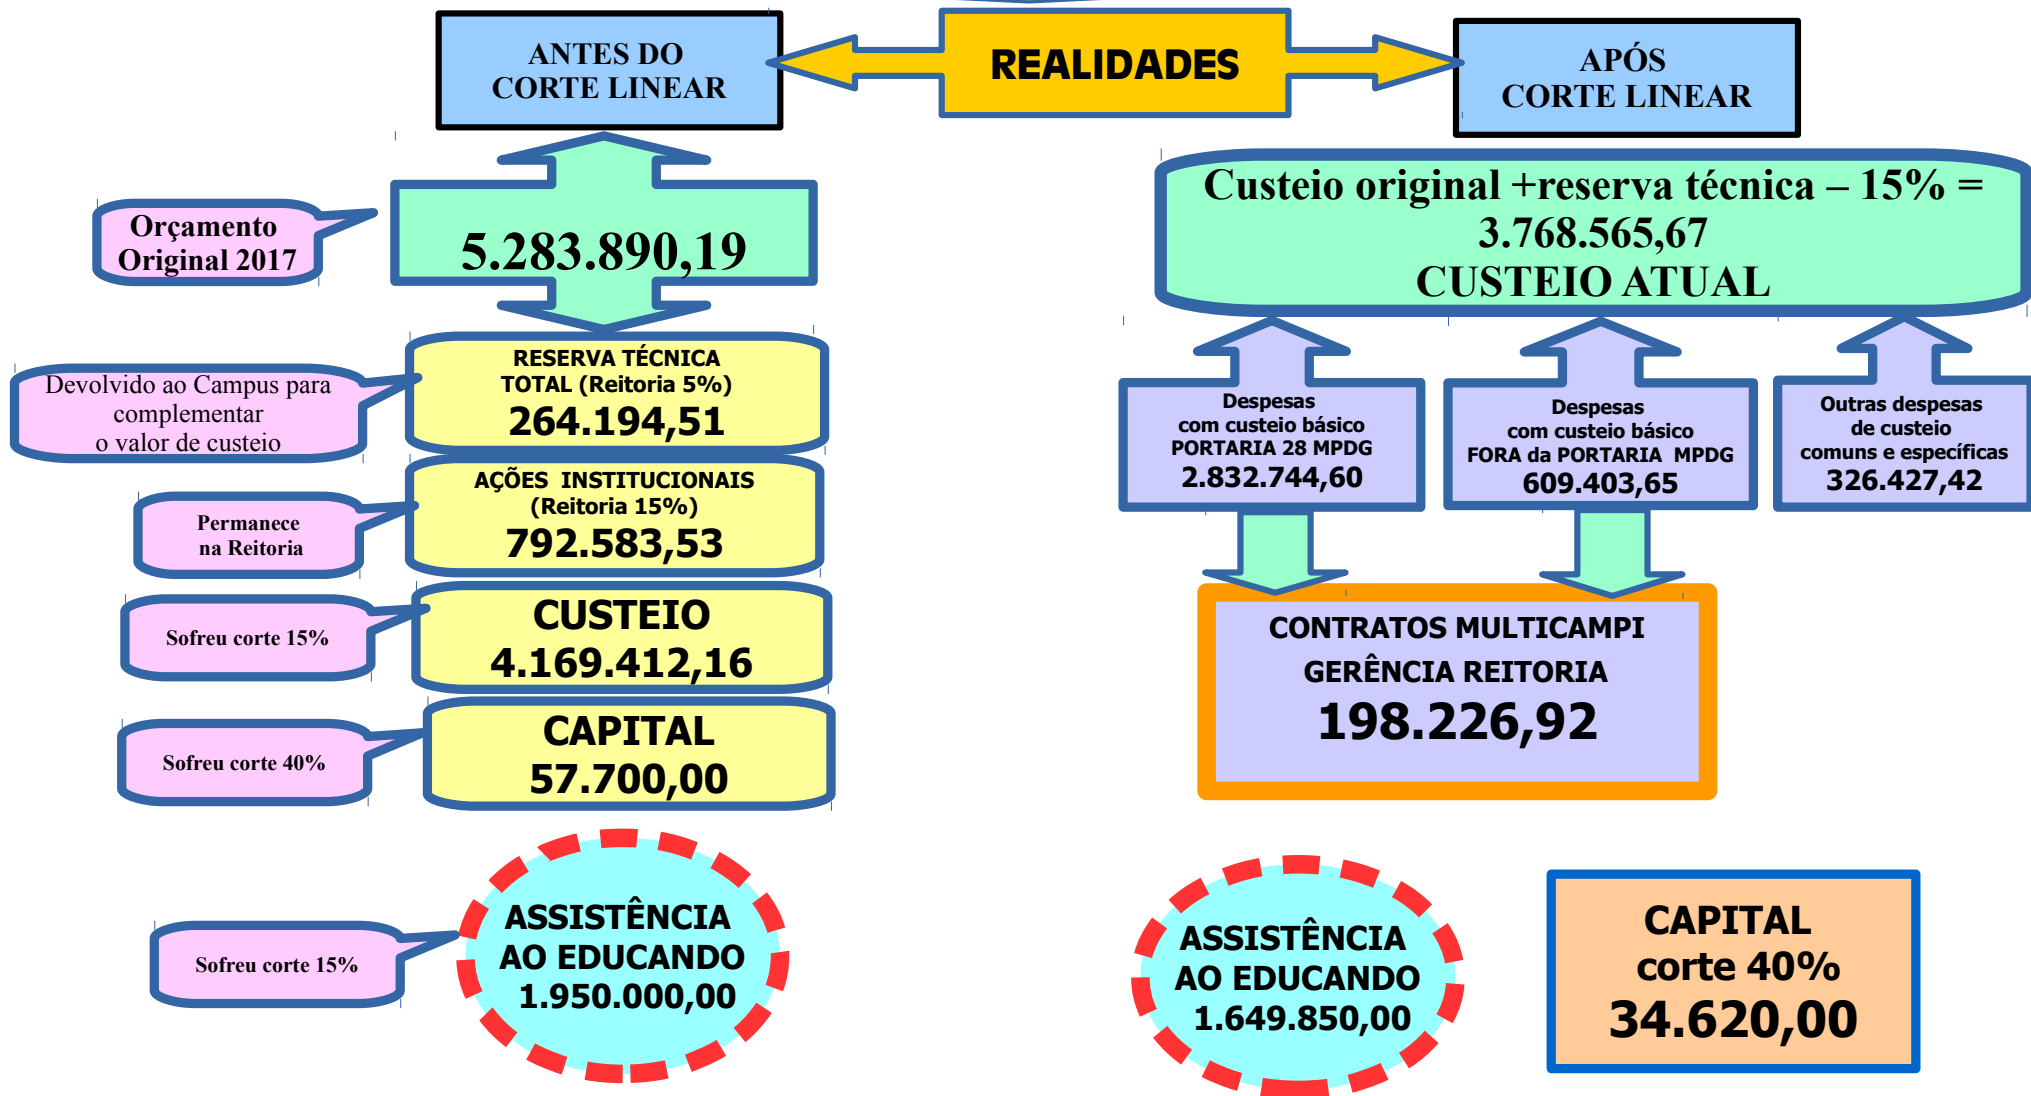 REALIDADES
ANTES DO
CORTE LINEAR
Orçamento
Original 2017
5.283.890,19
Devolvido ao Campus para
complementar
o valor de custeio
RESERVA TÉCNICA
TOTAL (Reitoria 5%)
264.194,51
Permanece
na Reitoria
AÇÕES INSTITUCIONAIS
(Reitoria 15%)
792.583,53
Sofreu corte 15%
CUSTEIO
4.169.412,16
Sofreu corte 40%
CAPITAL
57.700,00
Sofreu corte 15%
ASSISTÊNCIA
AO EDUCANDO
1.950.000,00
APÓS
CORTE LINEAR
Custeio original +reserva técnica – 15% =
3.768.565,67
CUSTEIO ATUAL
Despesas
com custeio básico
PORTARIA 28 MPDG
2.832.744,60
Despesas
com custeio básico
FORA da PORTARIA MPDG
609.403,65
Outras despesas
de custeio
comuns e específicas
326.427,42
CONTRATOS MULTICAMPI
GERÊNCIA REITORIA
198.226,92
ASSISTÊNCIA
AO EDUCANDO
1.649.850,00
CAPITAL
corte 40%
34.620,00